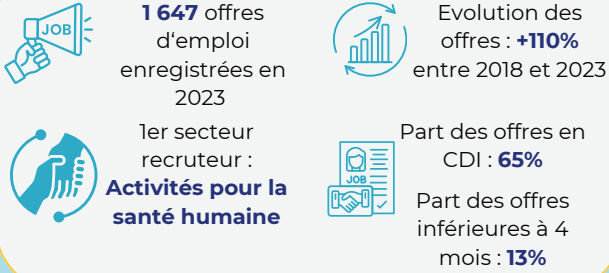 JOB
1 647 offres
d‘emploi
enregistrées en
2023
Evolution des
offres : +110%
entre 2018 et 2023
1er secteur
recruteur :
Activités pour la
santé humaine
JOB
Part des offres en
CDI : 65%
Part des offres
inférieures à 4
mois : 13%